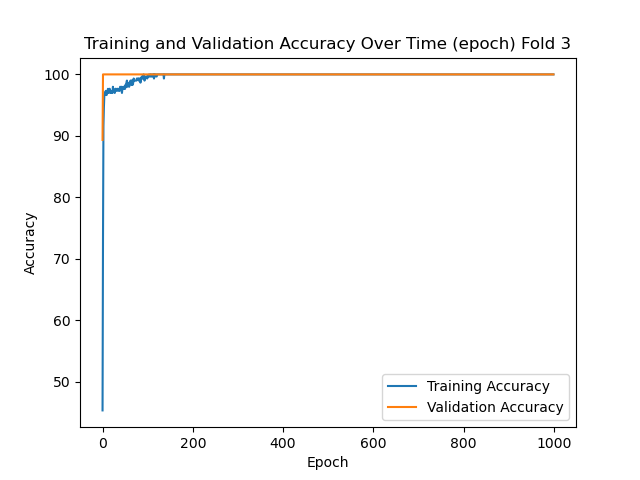 Training and Validation Accuracy Over Time (epoch) Fold 3
100
90
80
70
60
50
Accuracy
Training Accuracy
Validation Accuracy
0 200 400 600 800 1000
Epoch